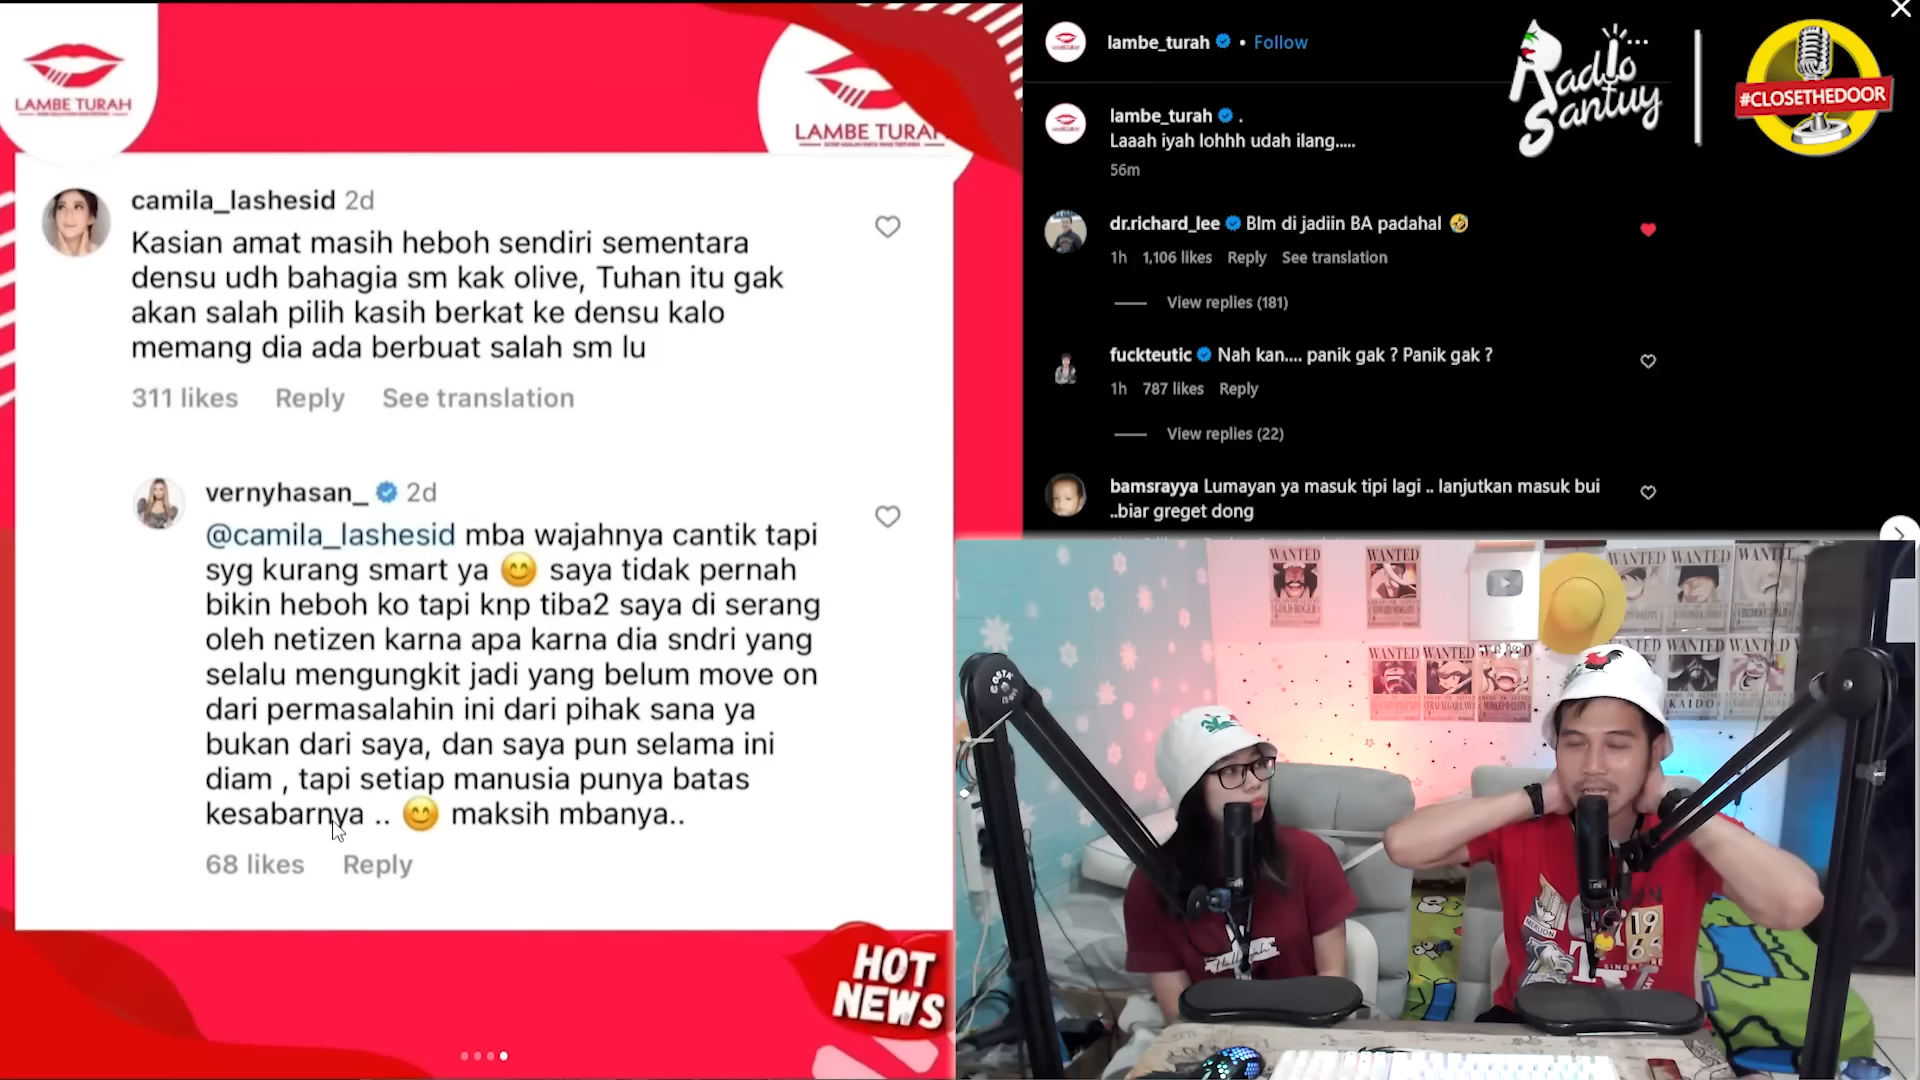 LAMBE TURAH
LAMBE TURAH
camila_lashesid 2d
Kasian amat masih heboh sendiri sementara
densu udh bahagia sm kak olive, Tuhan itu gak
akan salah pilih kasih berkat ke densu kalo
memang dia ada berbuat salah sm lu
311 likes Reply See translation
vernyhasan_ 2d
@camila_lashesid mba wajahnya cantik tapi
syg kurang smart ya 😊 saya tidak pernah
bikin heboh ko tapi knp tiba2 saya di serang
oleh netizen karna apa karna dia sndri yang
selalu mengungkit jadi yang belum move on
dari permasalahin ini dari pihak sana ya
bukan dari saya, dan saya pun selama ini
diam , tapi setiap manusia punya batas
kesabarnya .. 😊 maksih mbanya..
68 likes Reply
HOT
NEWS
lambe_turah • Follow
Radio
Santuy
#CLOSETHEDOOR
lambe_turah .
Laaah iyah lohhh udah ilang.....
56m
dr.richard_lee Blm di jadiin BA padahal 🤣
1h 1,106 likes Reply See translation
View replies (181)
fuckteutic Nah kan.... panik gak ? Panik gak ?
1h 787 likes Reply
View replies (22)
bamsrayya Lumayan ya masuk tipi lagi .. lanjutkan masuk bui
..biar greget dong
WANTED
WANTED
WANTED
WANTED
GOLD ROGER
WANTED
WANTED
WANTED
WANTED
KAIDO
MERLION
19
66
SINGAPORE